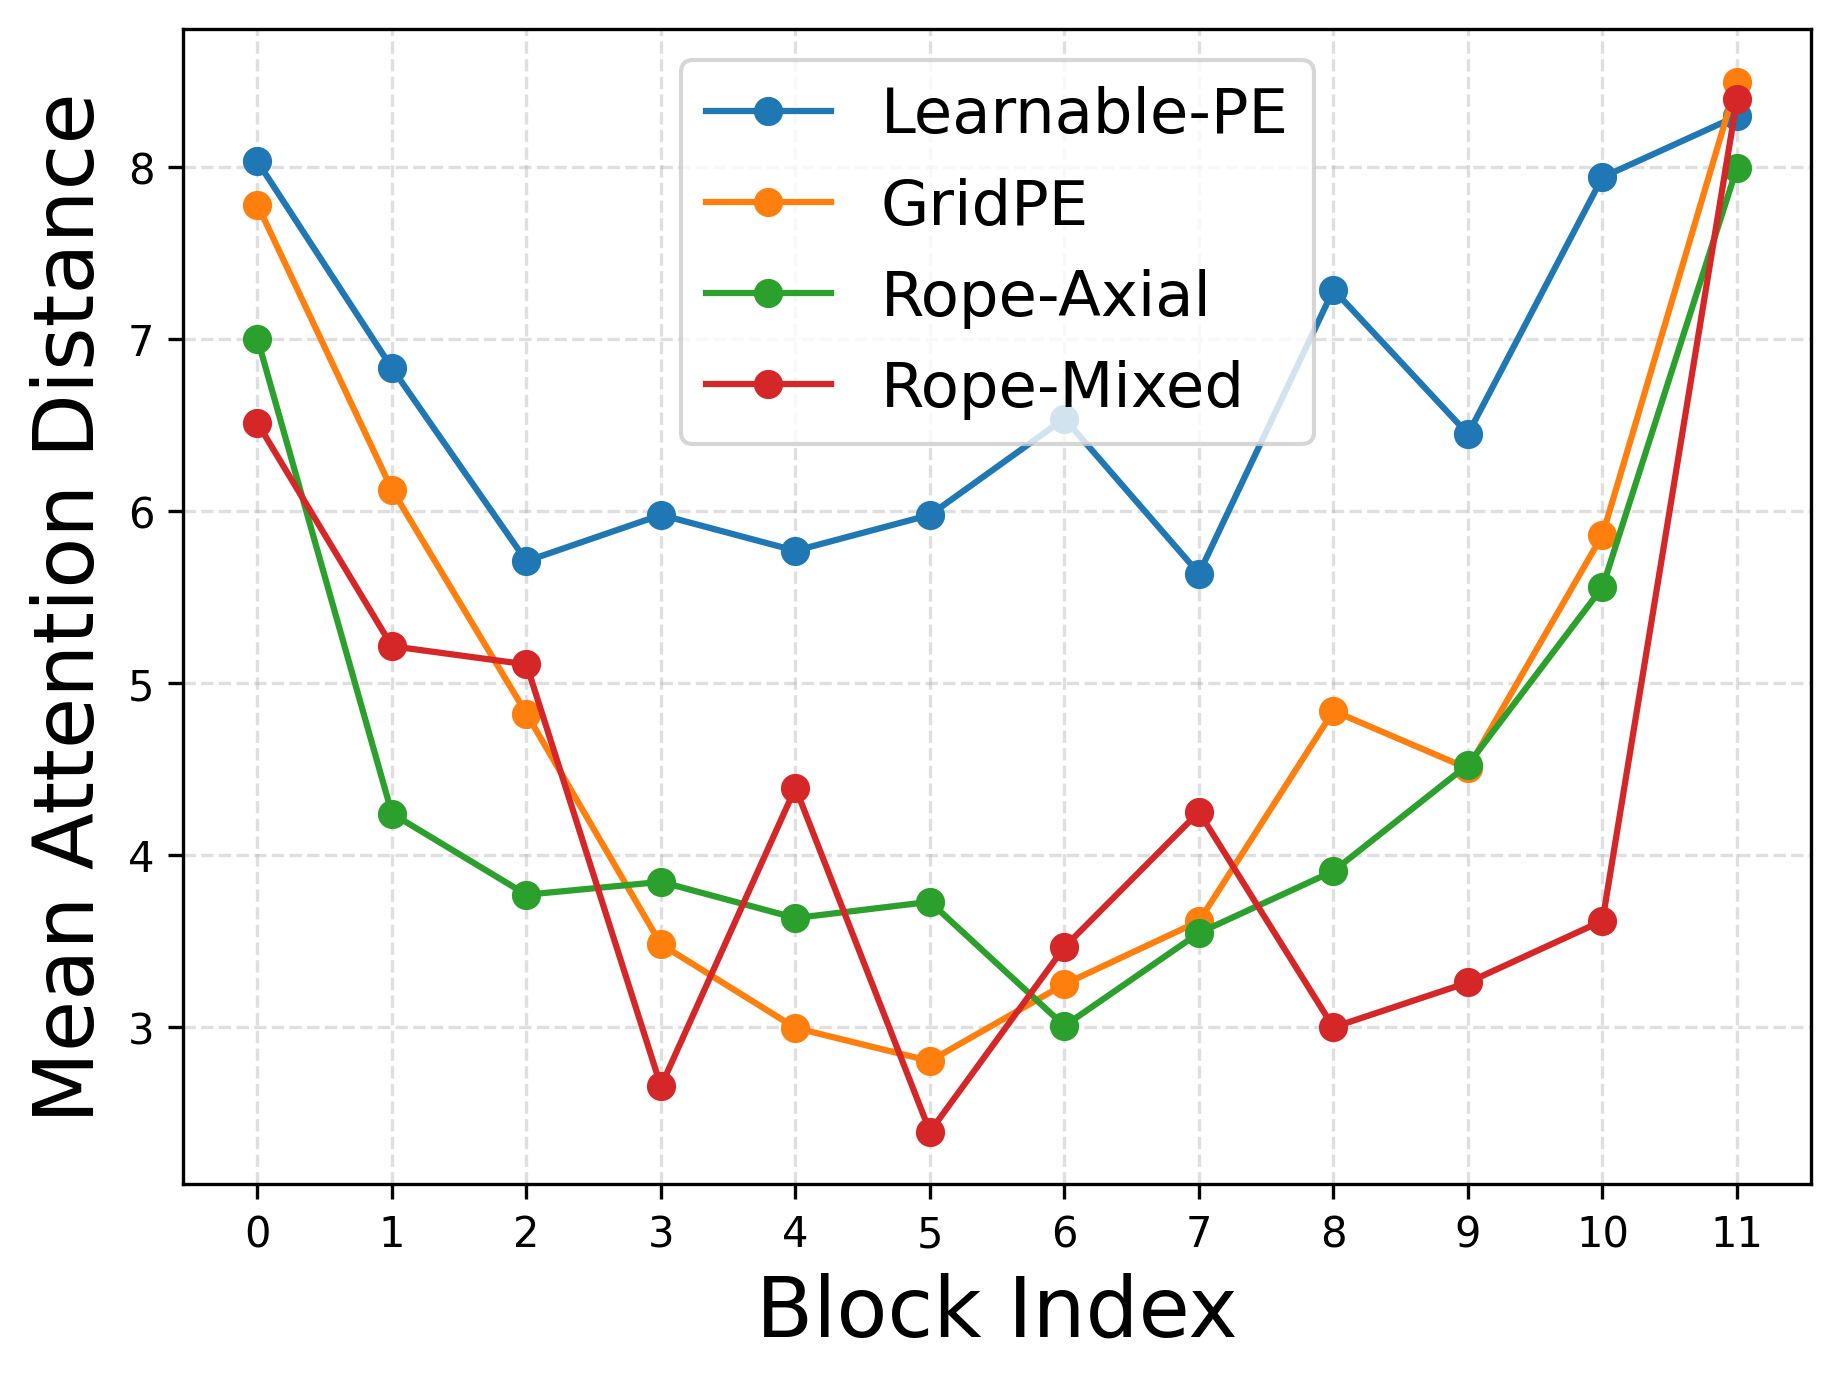 Mean Attention Distance
8
7
6
5
4
3
Learnable-PE
GridPE
Rope-Axial
Rope-Mixed
0 1 2 3 4 5 6 7 8 9 10 11
Block Index